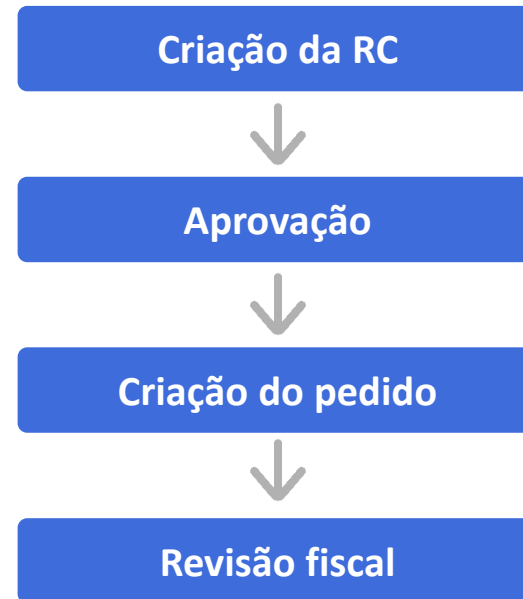 Criação da RC
Aprovação
Criação do pedido
Revisão fiscal